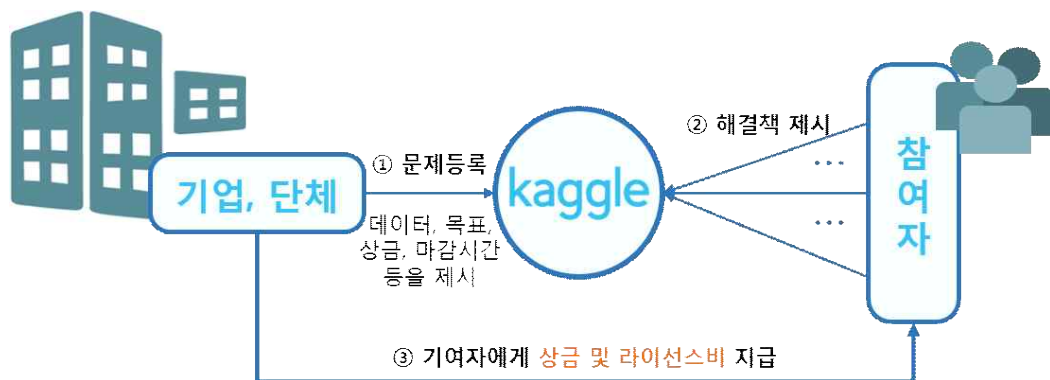 ② 해결책 제시
① 문제등록
기업, 단체
kaggle
데이터, 목표,
상금, 마감시간
등을 제시
...
...
참
여
자
③ 기여자에게 상금 및 라이선스비 지급